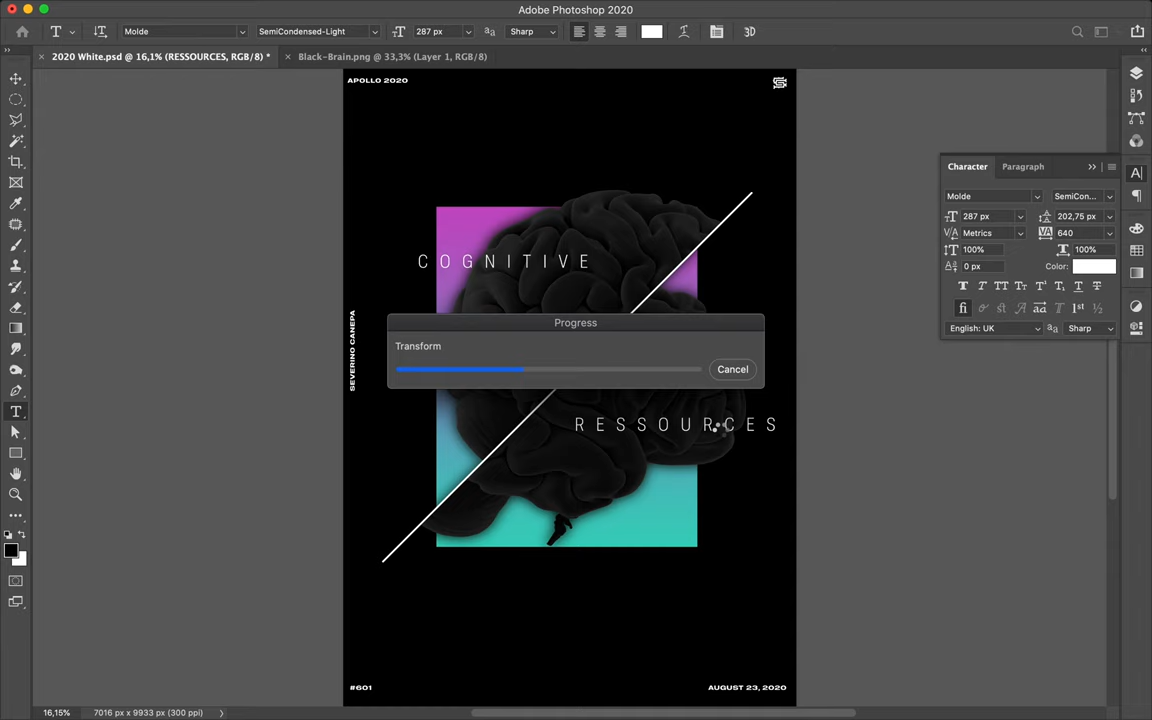 Adobe Photoshop 2020
Molde SemiCondensed-Light 287 px Sharp 3D
2020 White.psd @ 16,1% (RESSOURCES, RGB/8) *
Black-Brain.png @ 33,3% (Layer 1, RGB/8)
APOLLO 2020
COGNITIVE
SEVERINO CANEPA
Progress
Transform
Cancel
RESSOURCES
#601
AUGUST 23, 2020
Character Paragraph
Molde SemiCon...
287 px 202,75 px
Metrics 640
100% 100%
0 px Color:
English: UK Sharp
16,15% 7016 px x 9933 px (300 ppi)